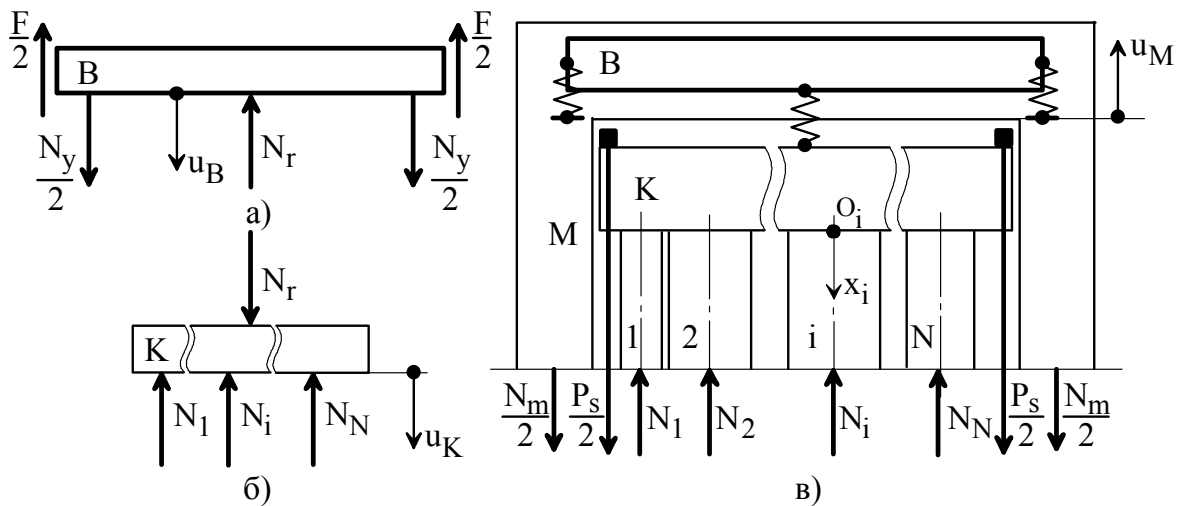 F/2 F/2
B
N_y/2 u_B N_r N_y/2
а)
N_r
K
N_1 N_i N_N u_K
б)
B u_M
K O_i
M
x_i
1 2 i N
N_m/2 P_s/2 N_1 N_2 N_i N_N P_s/2 N_m/2
в)